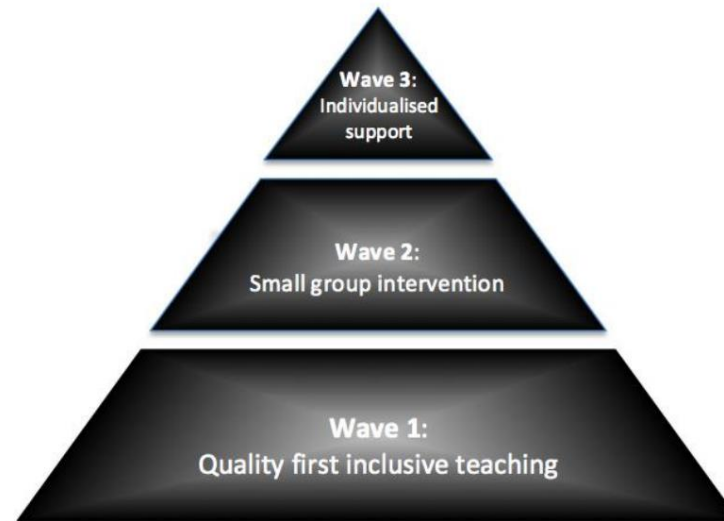 Wave 3:
Individualised
support
Wave 2:
Small group intervention
Wave 1:
Quality first inclusive teaching